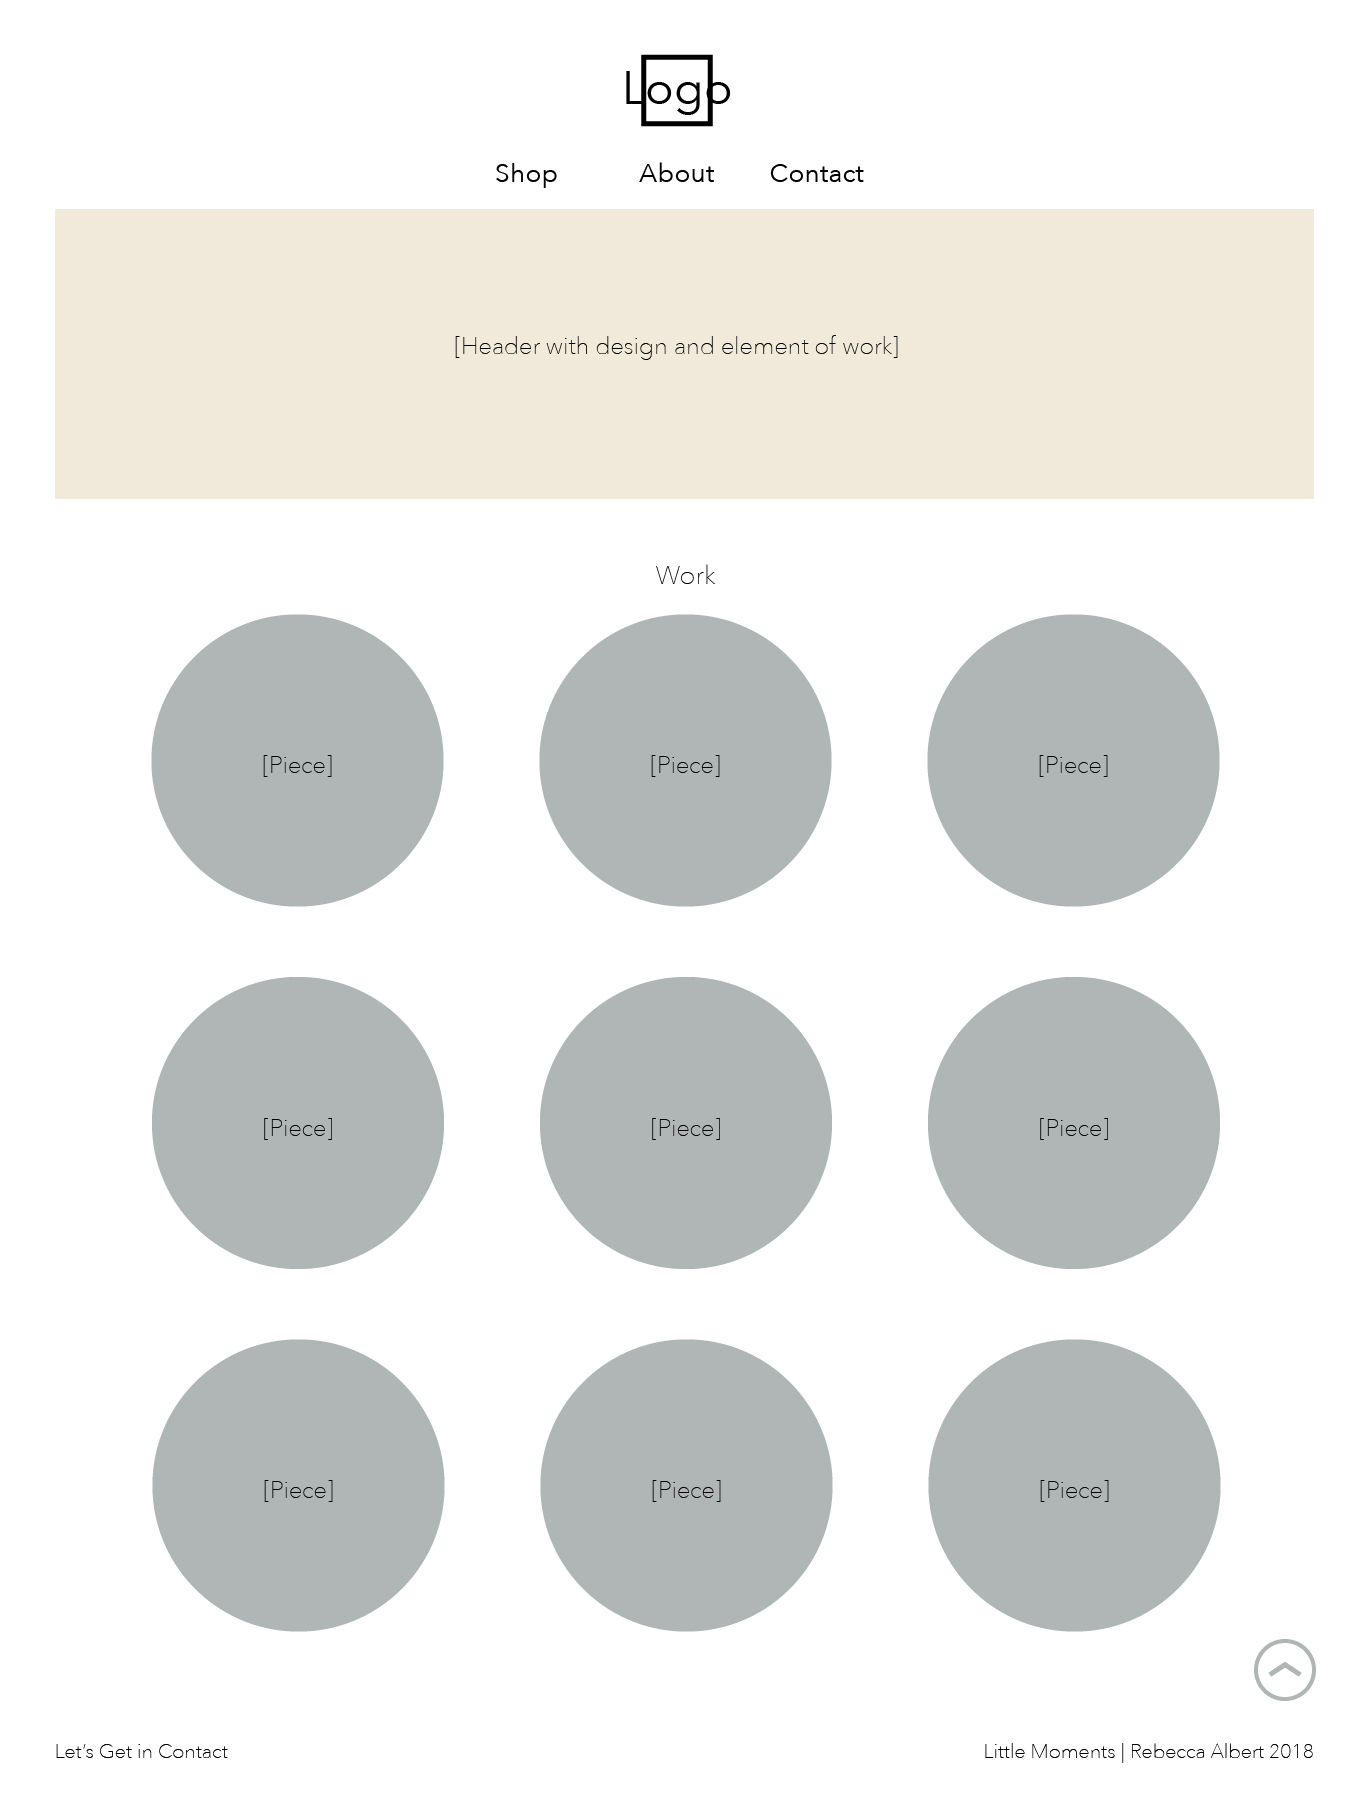 Logo
Shop About Contact
[Header with design and element of work]
Work
[Piece] [Piece] [Piece]
[Piece] [Piece] [Piece]
[Piece] [Piece] [Piece]
Let’s Get in Contact
Little Moments | Rebecca Albert 2018